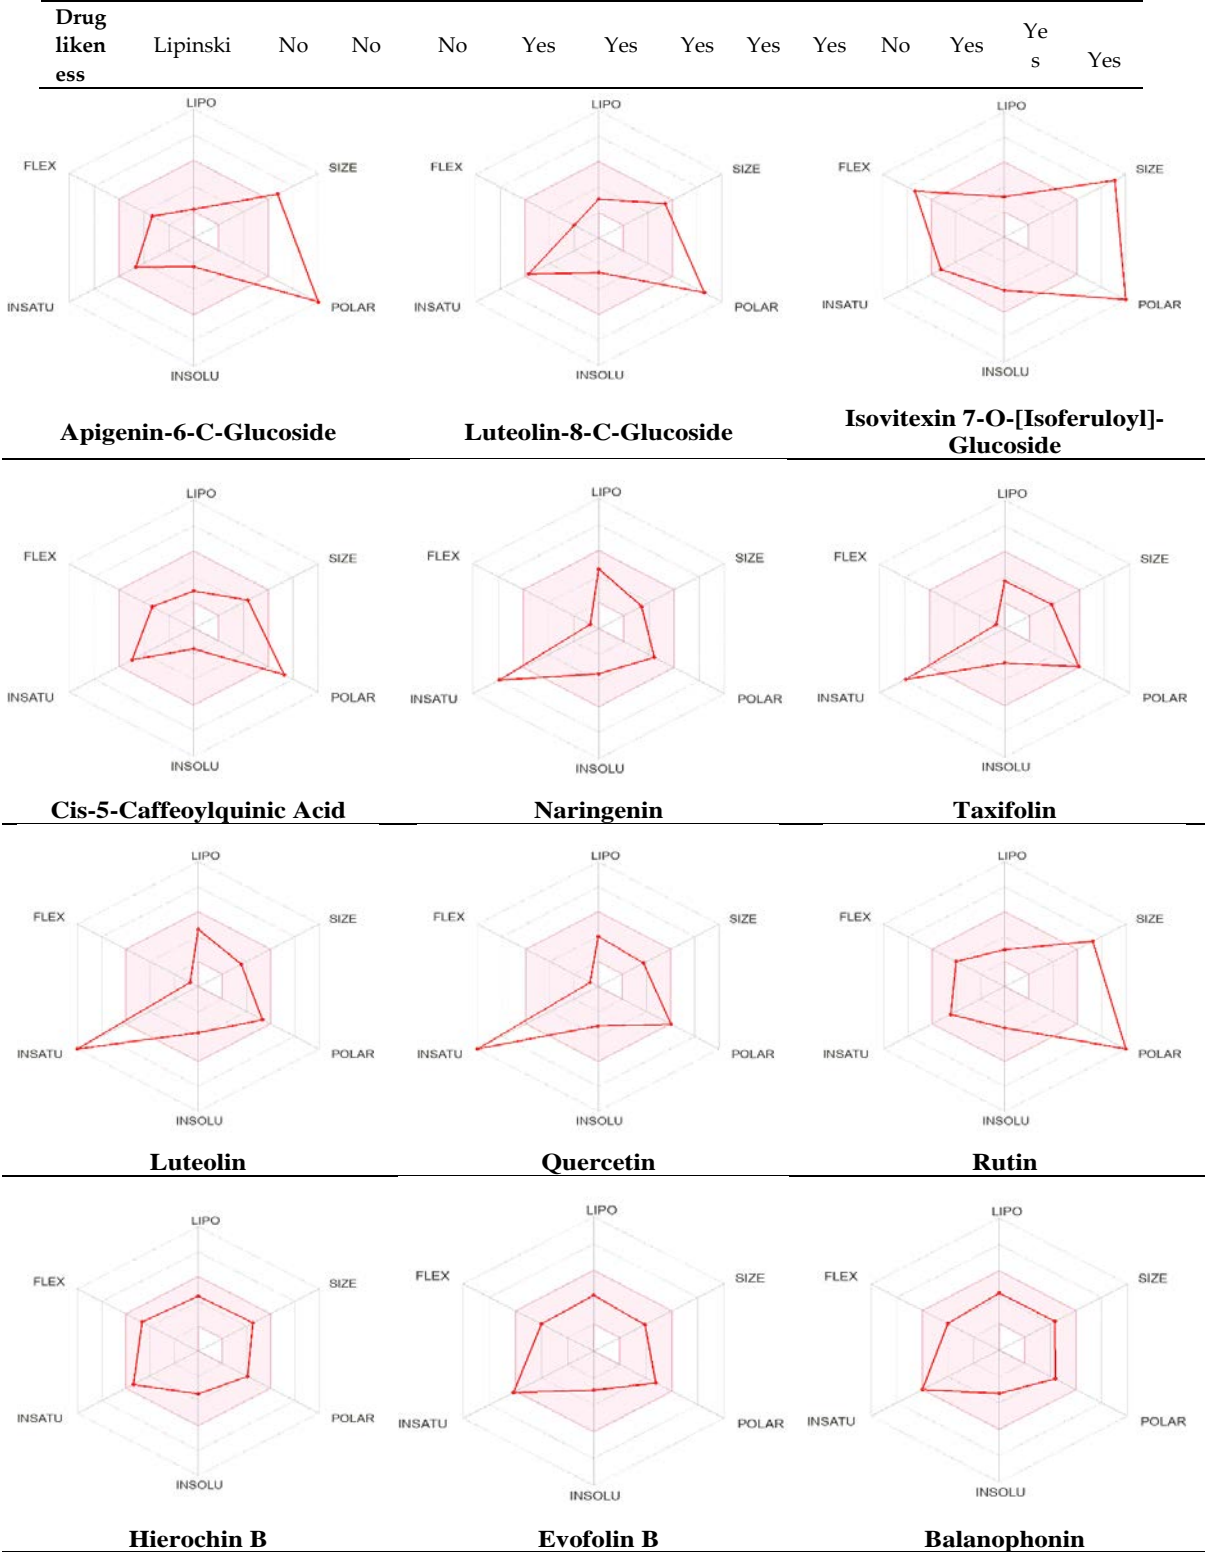 Drug
liken
ess
Lipinski No No No Yes Yes Yes Yes Yes No Yes Ye
s Yes
LIPO LIPO LIPO
FLEX SIZE FLEX SIZE FLEX SIZE
INSATU POLAR INSATU POLAR INSATU POLAR
INSOLU INSOLU INSOLU
Apigenin-6-C-Glucoside Luteolin-8-C-Glucoside Isovitexin 7-O-[Isoferuloyl]-
Glucoside
LIPO LIPO LIPO
FLEX SIZE FLEX SIZE FLEX SIZE
INSATU POLAR INSATU POLAR INSATU POLAR
INSOLU INSOLU INSOLU
Cis-5-Caffeoylquinic Acid Naringenin Taxifolin
LIPO LIPO LIPO
FLEX SIZE FLEX SIZE FLEX SIZE
INSATU POLAR INSATU POLAR INSATU POLAR
INSOLU INSOLU INSOLU
Luteolin Quercetin Rutin
LIPO LIPO LIPO
FLEX SIZE FLEX SIZE FLEX SIZE
INSATU POLAR INSATU POLAR INSATU POLAR
INSOLU INSOLU INSOLU
Hierochin B Evofolin B Balanophonin